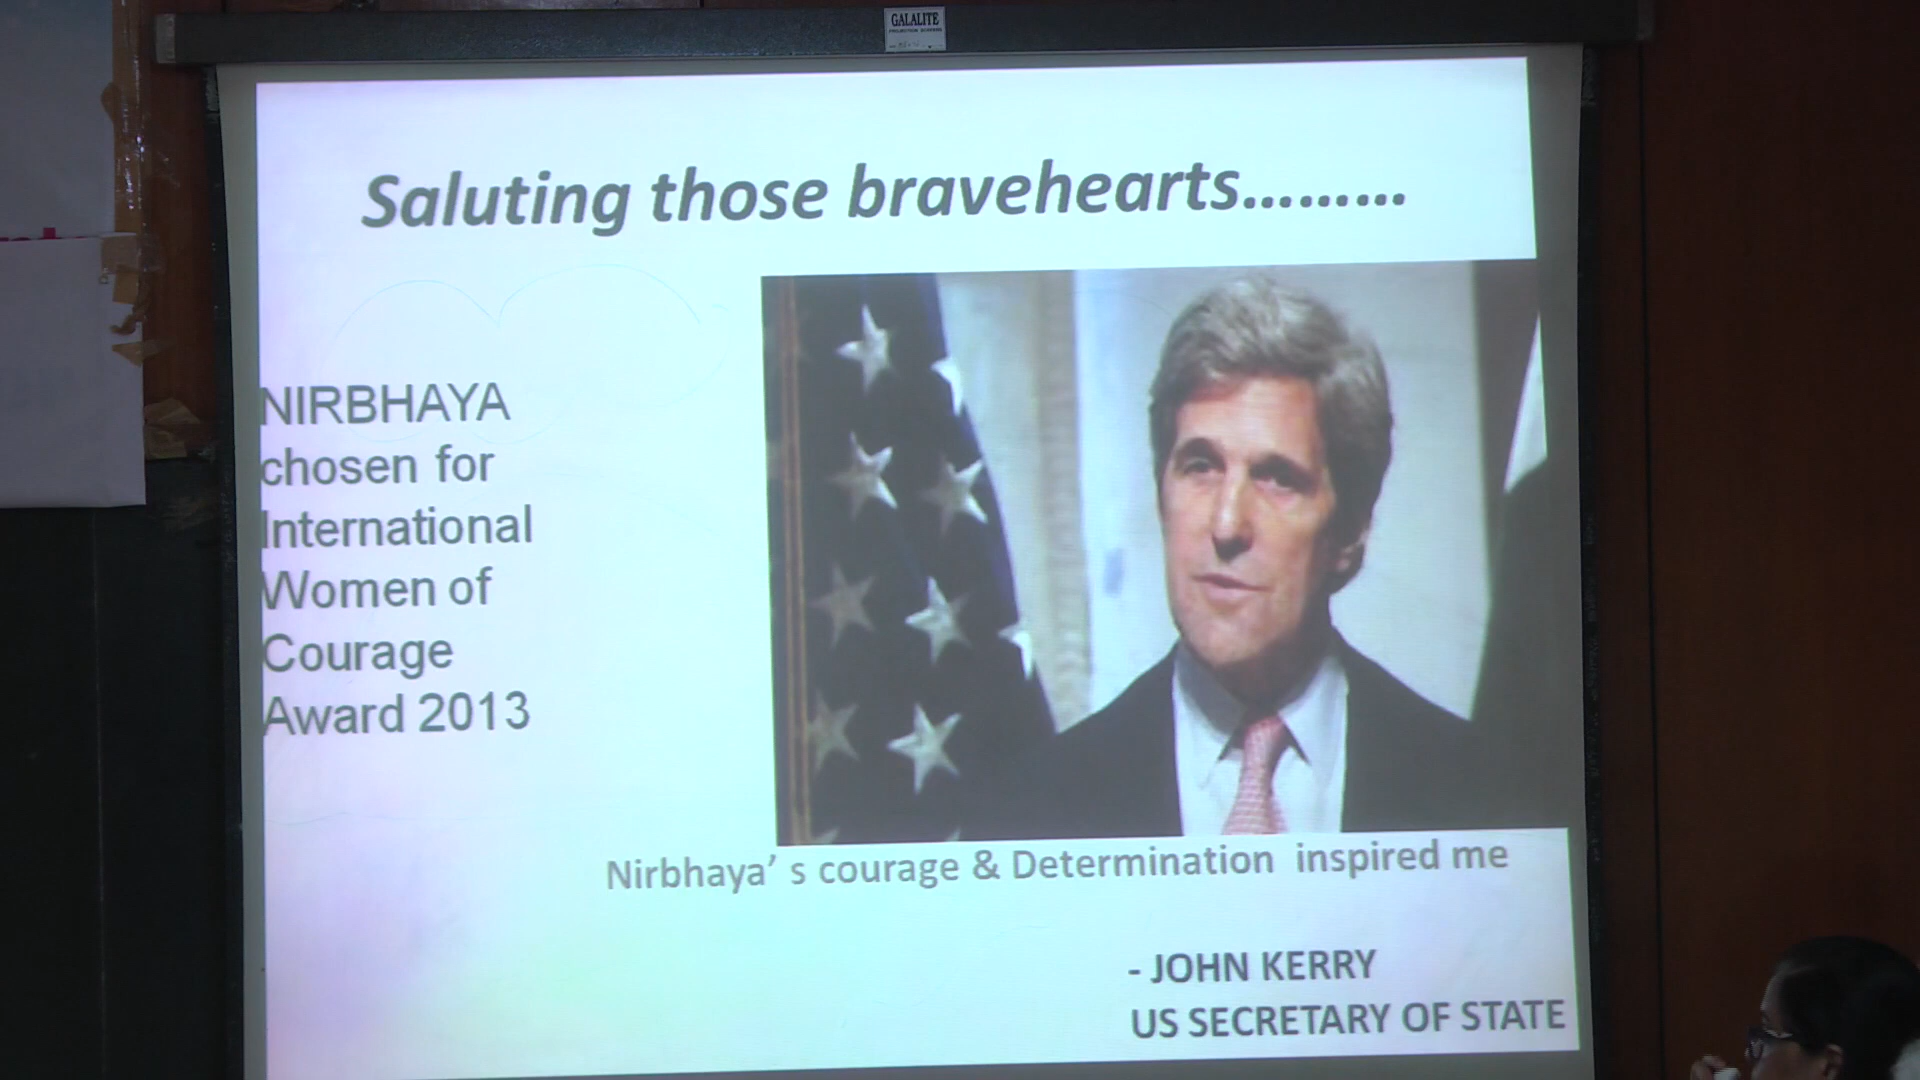 GALALITE
Saluting those bravehearts.........
NIRBHAYA
chosen for
International
Women of
Courage
Award 2013
Nirbhaya’ s courage & Determination inspired me
- JOHN KERRY
US SECRETARY OF STATE